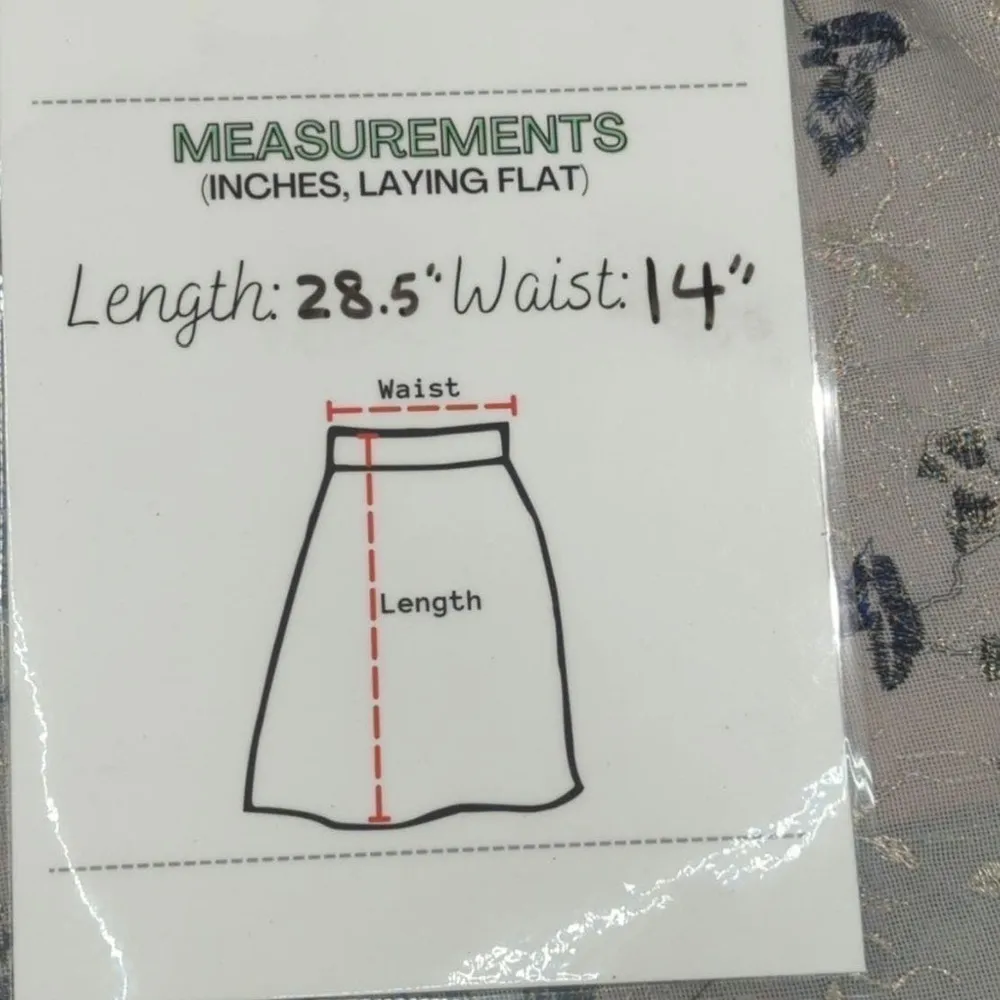 MEASUREMENTS
(INCHES, LAYING FLAT)
Length: 28.5" Waist: 14"
Waist
Length